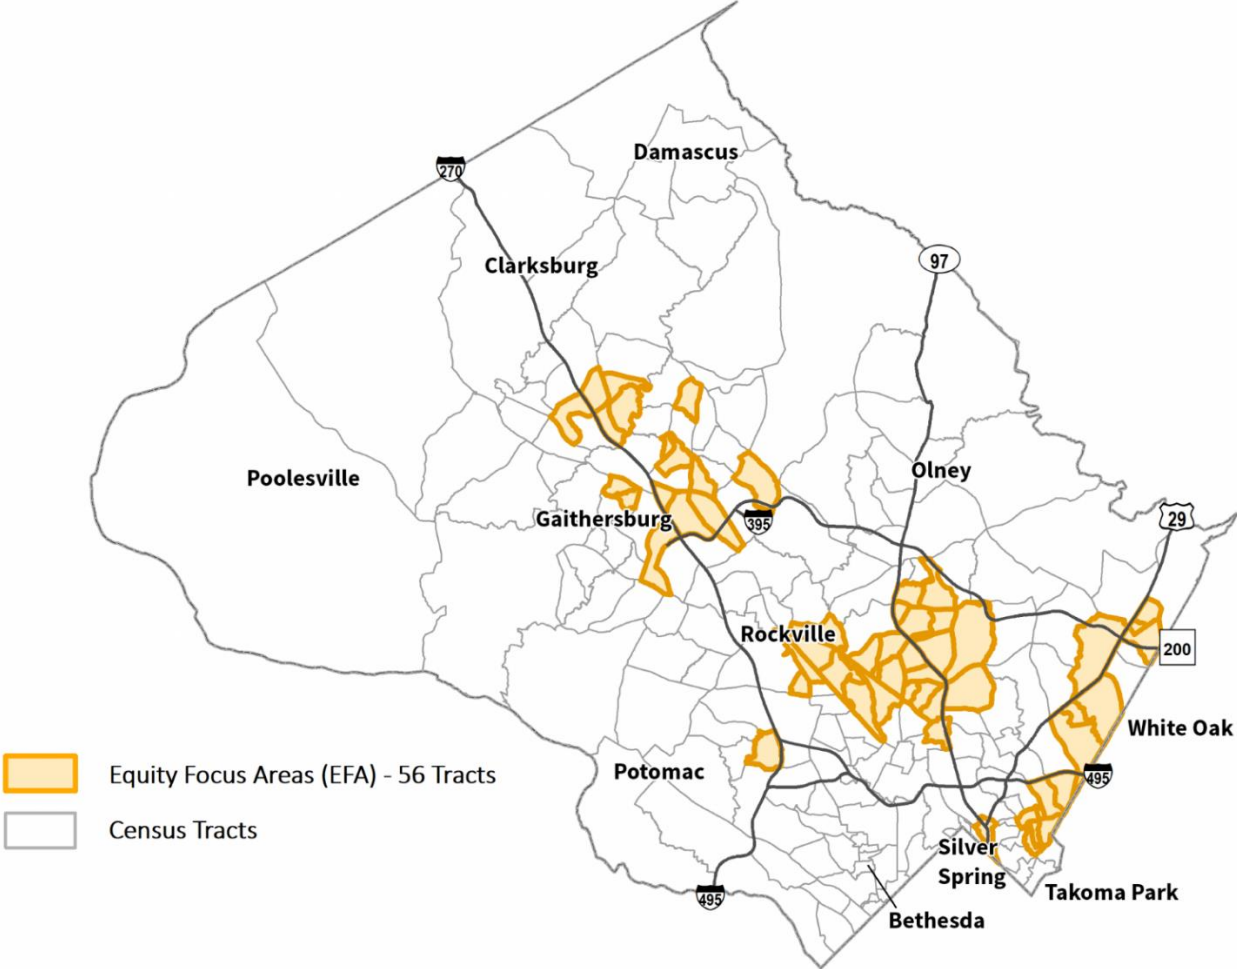 Damascus
270
Clarksburg
97
Poolesville
Olney
Gaithersburg
395
29
Rockville
200
White Oak
Potomac
495
Equity Focus Areas (EFA) - 56 Tracts
Census Tracts
Silver
Spring
Takoma Park
495
Bethesda